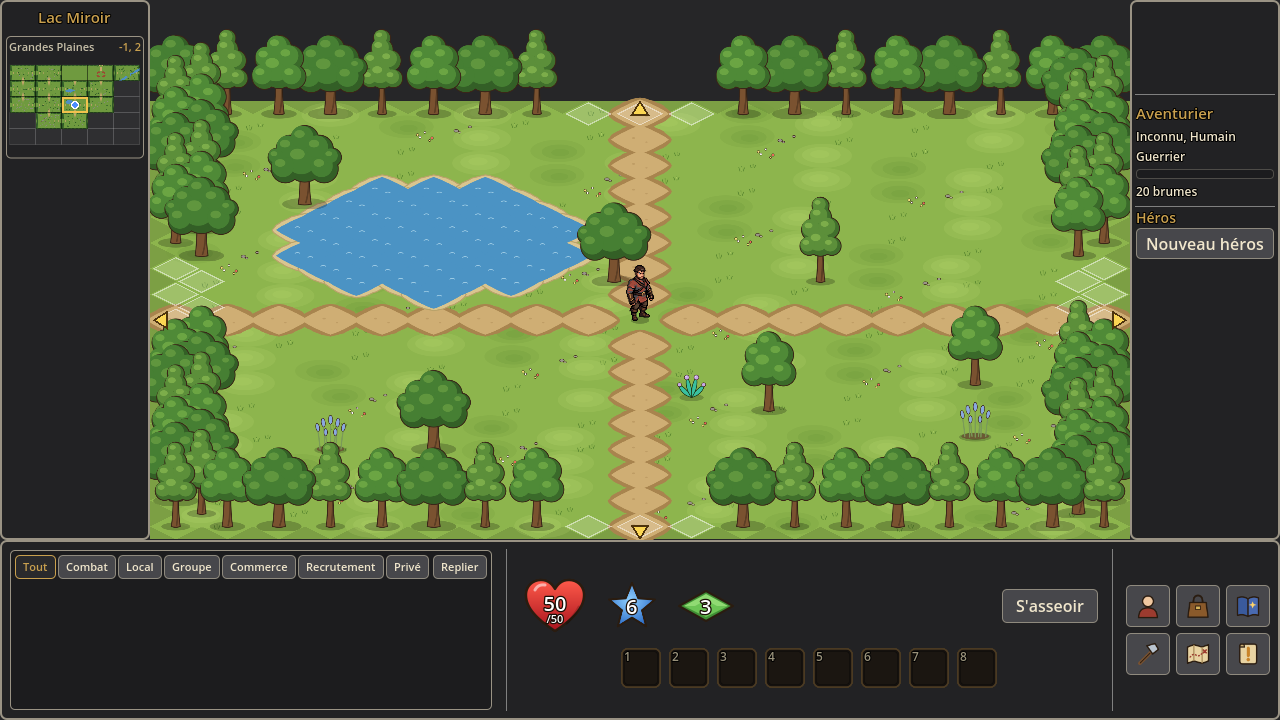 Lac Miroir
Grandes Plaines -1, 2
Aventurier
Inconnu, Humain
Guerrier
20 brumes
Héros
Nouveau héros
Tout Combat Local Groupe Commerce Recrutement Privé Replier
50
/50
6
3
S'asseoir
1 2 3 4 5 6 7 8